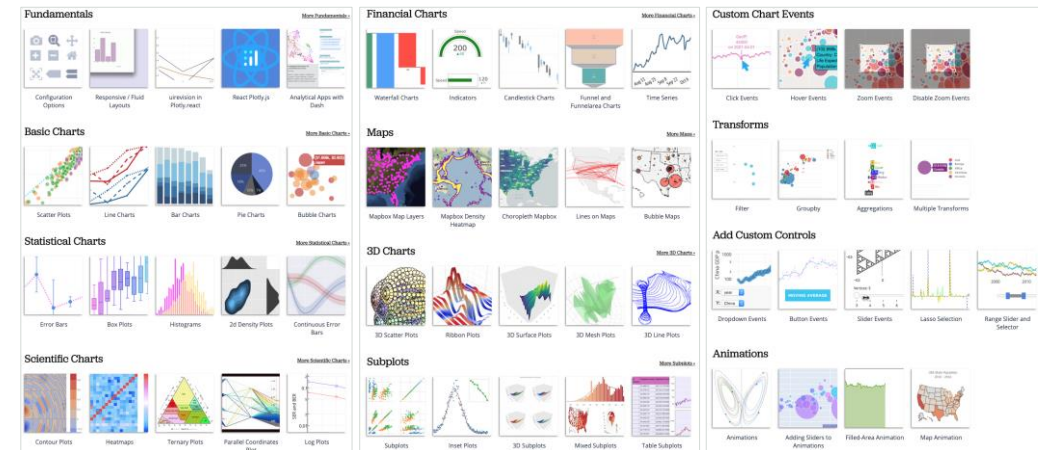 Fundamentals
More Fundamentals »
Configuration
Options
Responsive / Fluid
Layouts
uirevision in
Plotly.react
React Plotly.js
Analytical Apps with
Dash
Basic Charts
More Basic Charts »
Scatter Plots
Line Charts
Bar Charts
Pie Charts
Bubble Charts
Statistical Charts
More Statistical Charts »
Error Bars
Box Plots
Histograms
2d Density Plots
Continuous Error
Bars
Scientific Charts
More Scientific Charts »
Contour Plots
Heatmaps
Ternary Plots
Parallel Coordinates
Plot
Log Plots
Financial Charts
More Financial Charts »
Waterfall Charts
Indicators
Candlestick Charts
Funnel and
Funnelarea Charts
Time Series
Maps
More Maps »
Mapbox Map Layers
Mapbox Density
Heatmap
Choropleth Mapbox
Lines on Maps
Bubble Maps
3D Charts
More 3D Charts »
3D Scatter Plots
Ribbon Plots
3D Surface Plots
3D Mesh Plots
3D Line Plots
Subplots
More Subplots »
Subplots
Inset Plots
3D Subplots
Mixed Subplots
Table Subplots
Custom Chart Events
Click Events
Hover Events
Zoom Events
Disable Zoom Events
Transforms
Filter
Groupby
Aggregations
Multiple Transforms
Add Custom Controls
Dropdown Events
Button Events
MOVING AVERAGE
Slider Events
Lasso Selection
Range Slider and
Selector
Animations
Animations
Adding Sliders to
Animations
Filled-Area Animation
Map Animation